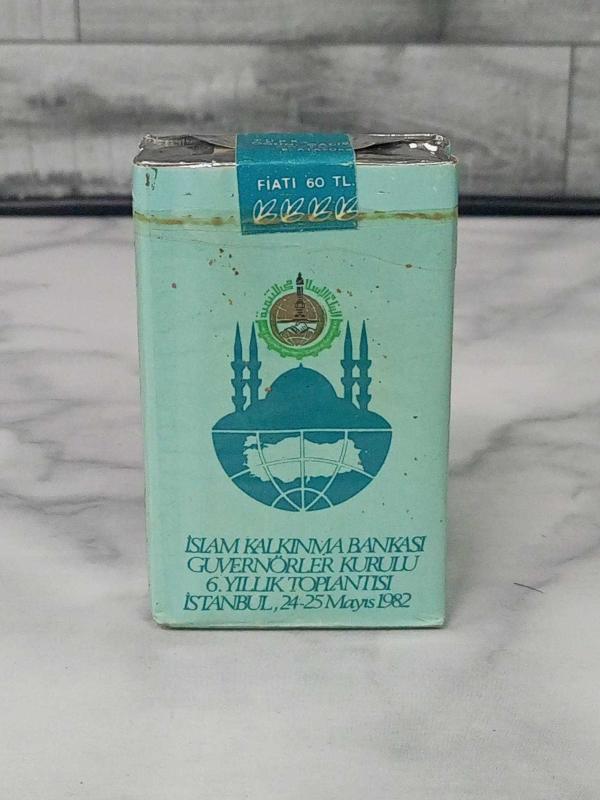 FİATI 60 TL.
İSLAM KALKINMA BANKASI
GUVERNÖRLER KURULU
6. YILLIK TOPLANTISI
İSTANBUL, 24-25 Mayıs 1982